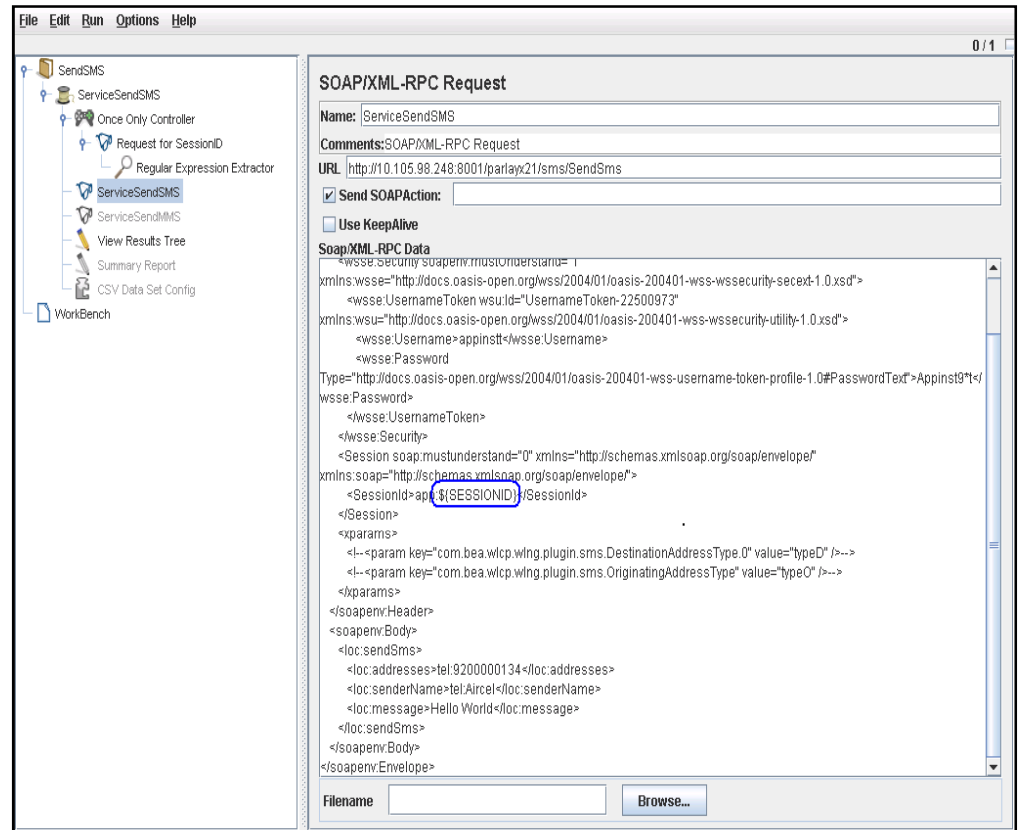 File Edit Run Options Help
0 / 1
SendSMS
ServiceSendSMS
Once Only Controller
Request for SessionID
Regular Expression Extractor
ServiceSendSMS
ServiceSendMMS
View Results Tree
Summary Report
CSV Data Set Config
WorkBench
SOAP/XML-RPC Request
Name: ServiceSendSMS
Comments:SOAP/XML-RPC Request
URL http://10.105.98.248:8001/parlayx21/sms/SendSms
Send SOAPAction:
Use KeepAlive
Soap/XML-RPC Data
<wsse:Security soapenv:mustUnderstand="1"
xmlns:wsse="http://docs.oasis-open.org/wss/2004/01/oasis-200401-wss-wssecurity-secext-1.0.xsd">
<wsse:UsernameToken wsu:Id="UsernameToken-22500973"
xmlns:wsu="http://docs.oasis-open.org/wss/2004/01/oasis-200401-wss-wssecurity-utility-1.0.xsd">
<wsse:Username>appinstt</wsse:Username>
<wsse:Password
Type="http://docs.oasis-open.org/wss/2004/01/oasis-200401-wss-username-token-profile-1.0#PasswordText">Appinst9*t</
wsse:Password>
</wsse:UsernameToken>
</wsse:Security>
<Session soap:mustunderstand="0" xmlns="http://schemas.xmlsoap.org/soap/envelope/"
xmlns:soap="http://schemas.xmlsoap.org/soap/envelope/">
<SessionId>app:${SESSIONID}</SessionId>
</Session>
<xparams>
<!--<param key="com.bea.wlcp.wlng.plugin.sms.DestinationAddressType.0" value="typeD" />-->
<!--<param key="com.bea.wlcp.wlng.plugin.sms.OriginatingAddressType" value="typeO" />-->
</xparams>
</soapenv:Header>
<soapenv:Body>
<loc:sendSms>
<loc:addresses>tel:9200000134</loc:addresses>
<loc:senderName>tel:Aircel</loc:senderName>
<loc:message>Hello World</loc:message>
</loc:sendSms>
</soapenv:Body>
</soapenv:Envelope>
Filename Browse...